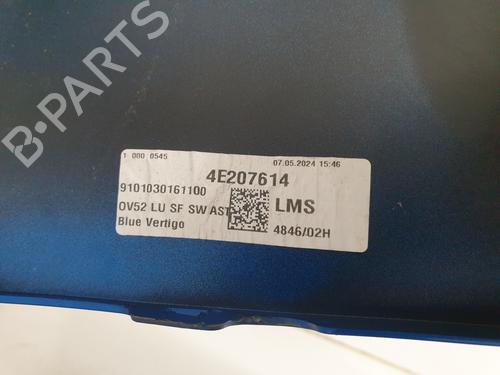 1 000 0545
07.05.2024 15:46
4E207614
9101030161100
OV52 LU SF SW AST
LMS
Blue Vertigo
4846/02H
B-PARTS